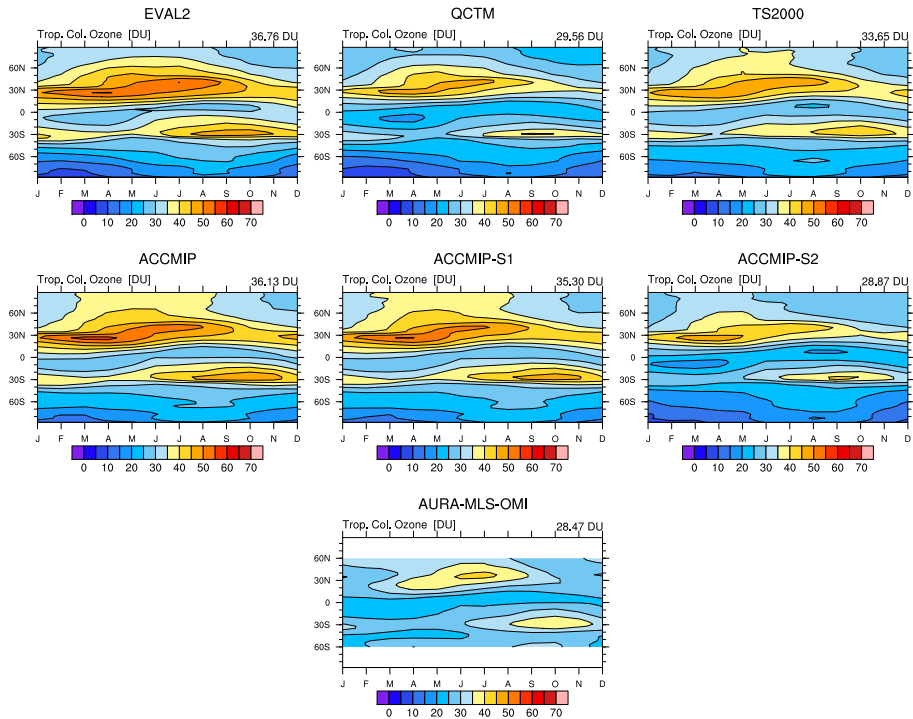 EVAL2
Trop. Col. Ozone [DU] 36.76 DU
60N
30N
0
30S
60S
J F M A M J J A S O N D
0 10 20 30 40 50 60 70
QCTM
Trop. Col. Ozone [DU] 29.56 DU
60N
30N
0
30S
60S
J F M A M J J A S O N D
0 10 20 30 40 50 60 70
TS2000
Trop. Col. Ozone [DU] 33.65 DU
60N
30N
0
30S
60S
J F M A M J J A S O N D
0 10 20 30 40 50 60 70
ACCMIP
Trop. Col. Ozone [DU] 36.13 DU
60N
30N
0
30S
60S
J F M A M J J A S O N D
0 10 20 30 40 50 60 70
ACCMIP-S1
Trop. Col. Ozone [DU] 35.30 DU
60N
30N
0
30S
60S
J F M A M J J A S O N D
0 10 20 30 40 50 60 70
ACCMIP-S2
Trop. Col. Ozone [DU] 28.87 DU
60N
30N
0
30S
60S
J F M A M J J A S O N D
0 10 20 30 40 50 60 70
AURA-MLS-OMI
Trop. Col. Ozone [DU] 28.47 DU
60N
30N
0
30S
60S
J F M A M J J A S O N D
0 10 20 30 40 50 60 70